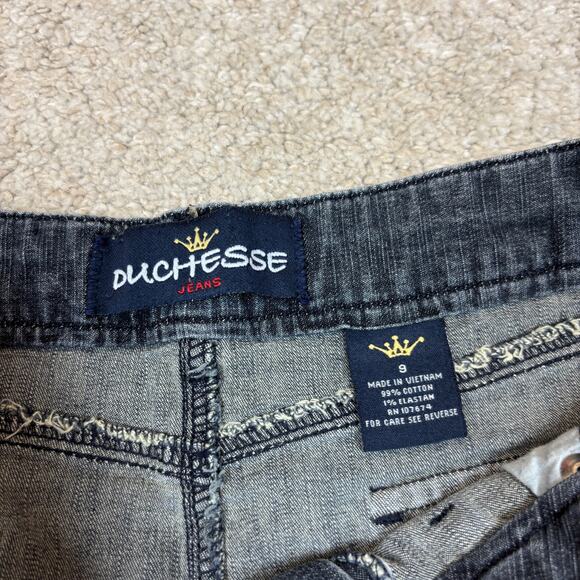 DUCHESSE
JEANS
9
MADE IN VIETNAM
99% COTTON
1% ELASTAN
RN 107674
FOR CARE SEE REVERSE